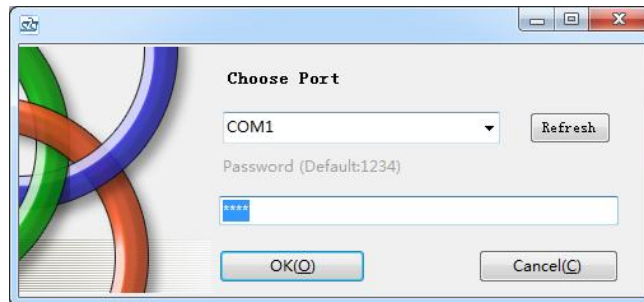 Choose Port
COM1
Refresh
Password (Default:1234)
****
OK(O)
Cancel(C)